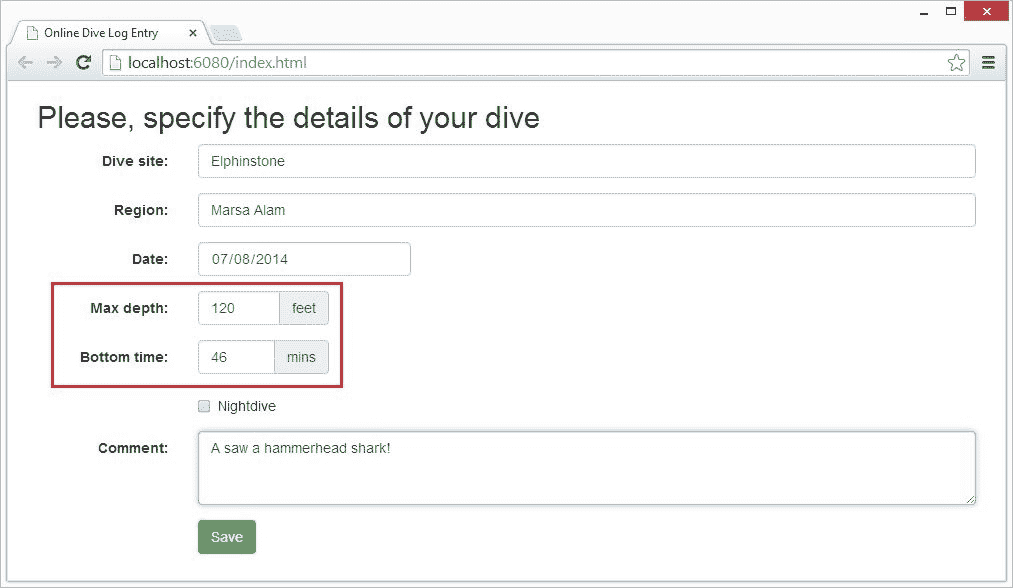 Online Dive Log Entry
localhost:6080/index.html
Please, specify the details of your dive
Dive site: Elphinstone
Region: Marsa Alam
Date: 07/08/2014
Max depth: 120 feet
Bottom time: 46 mins
Nightdive
Comment: A saw a hammerhead shark!
Save